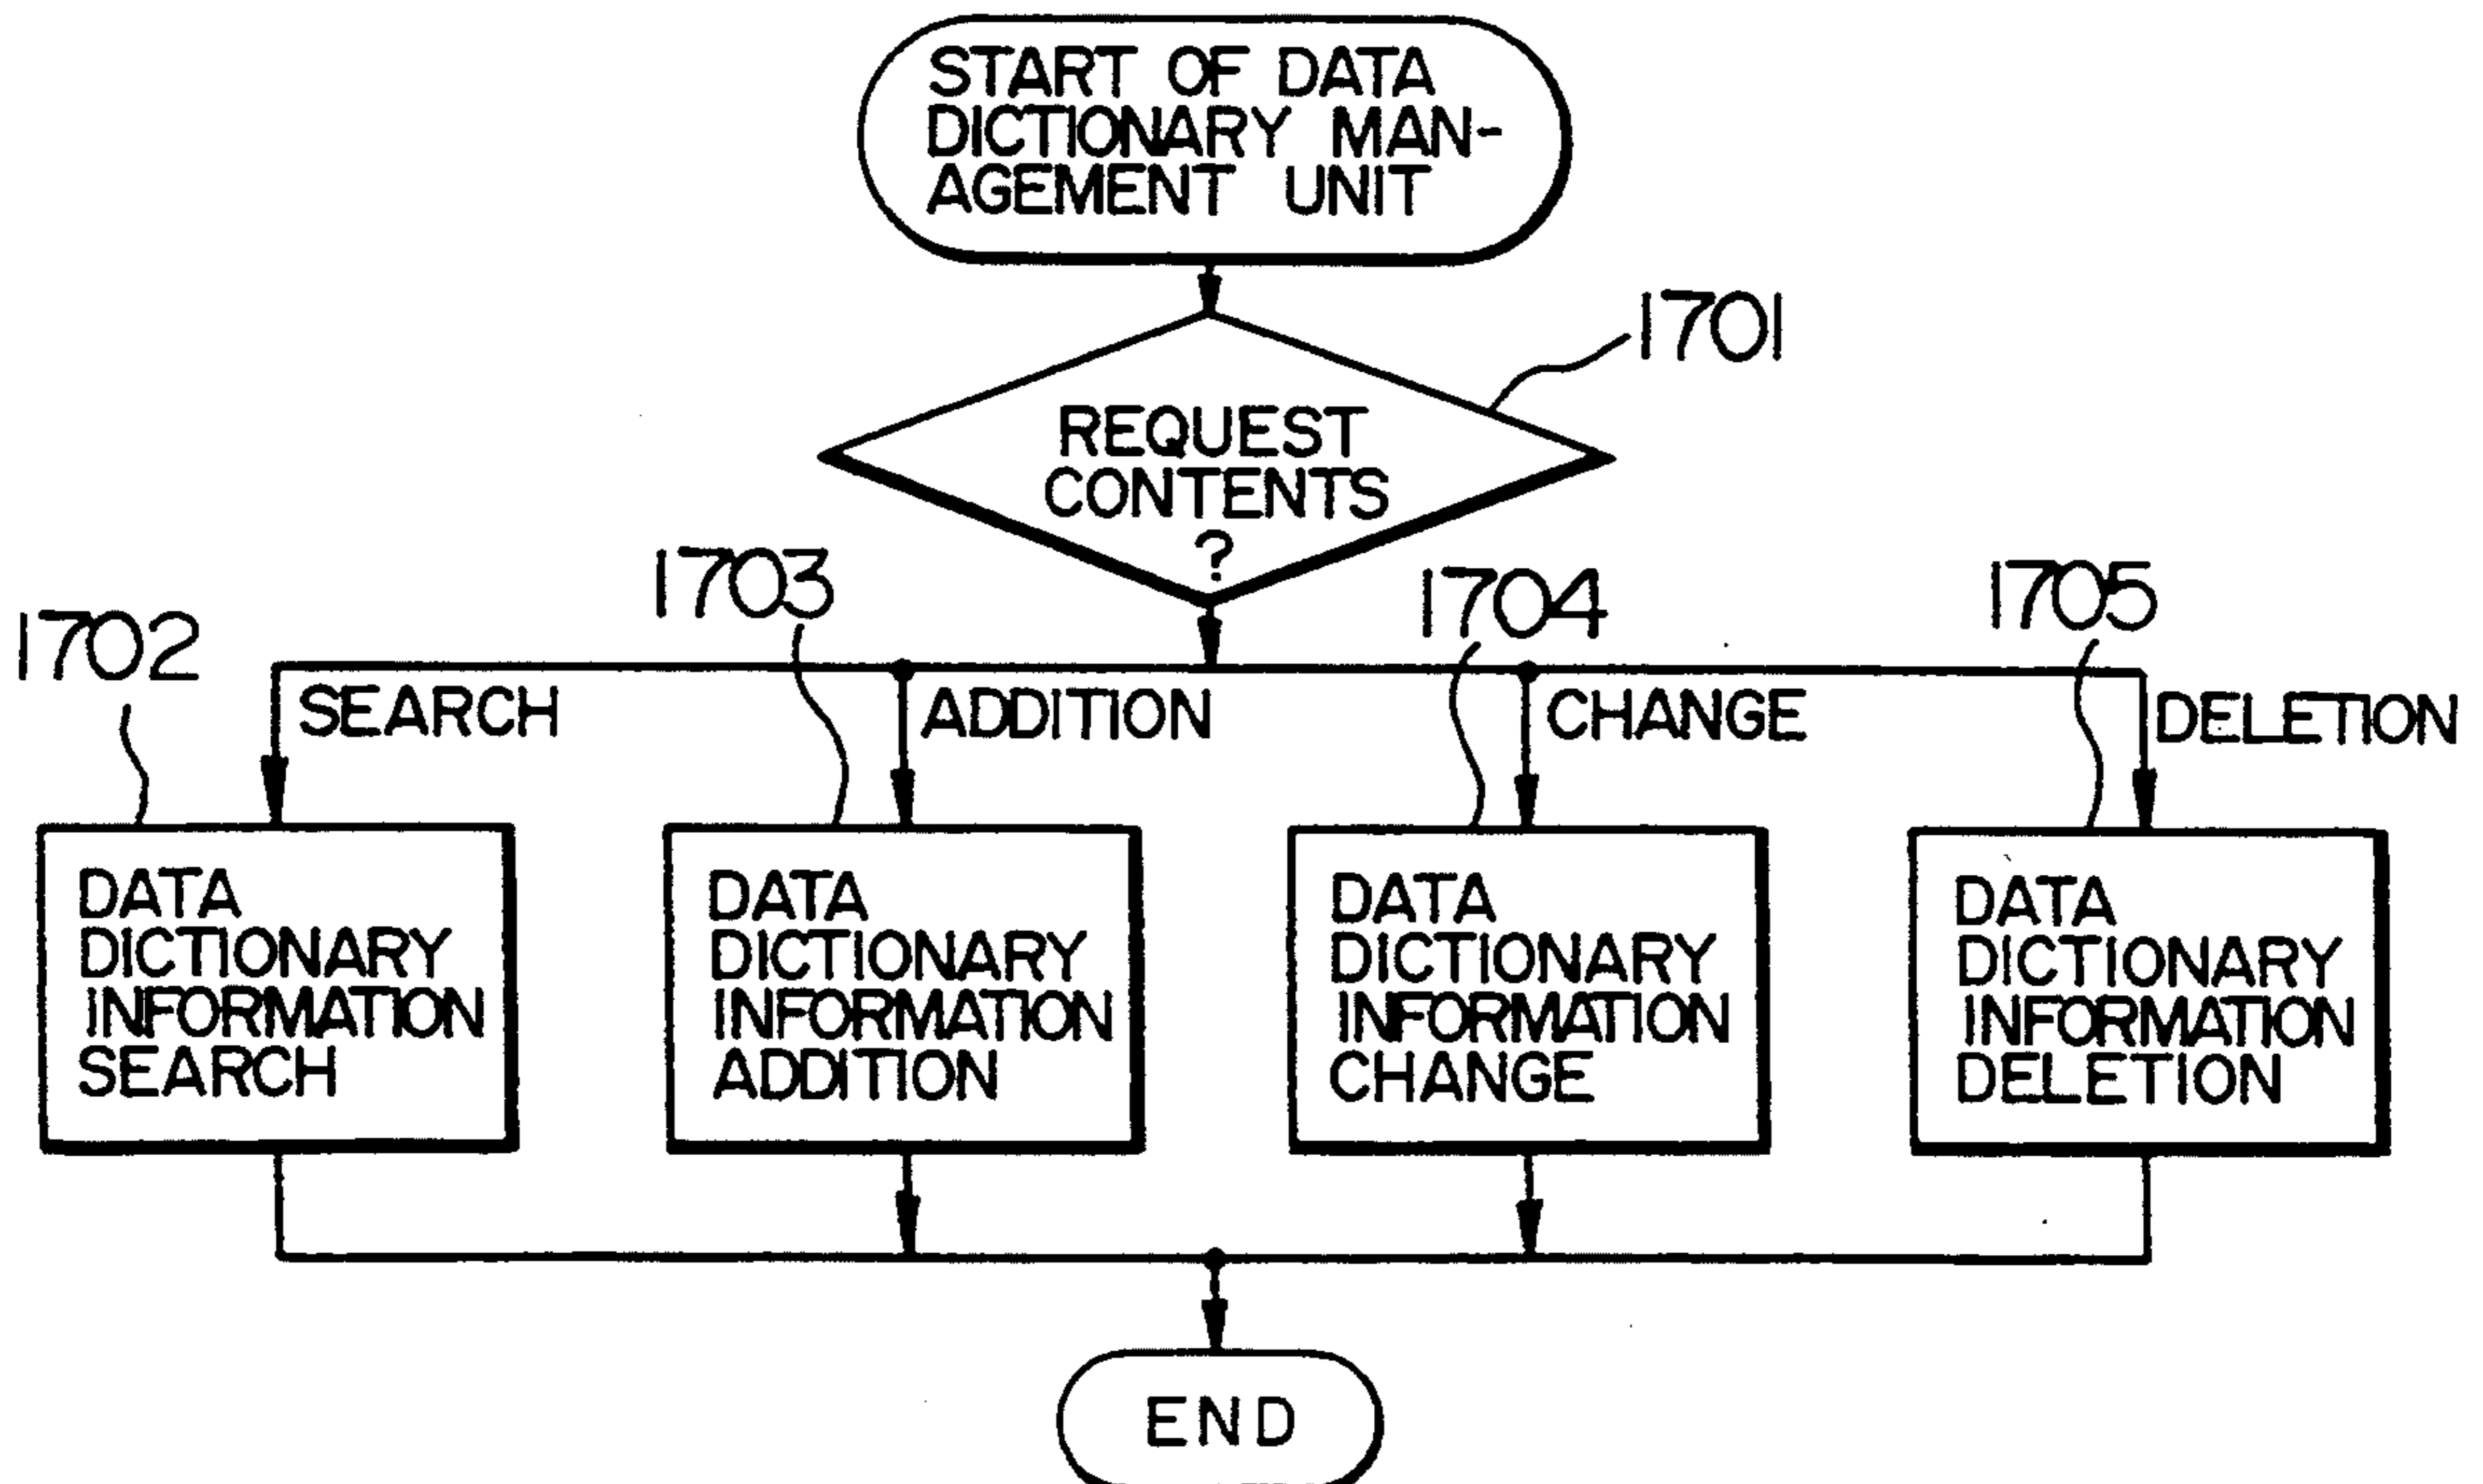 START OF DATA
DICTIONARY MAN-
AGEMENT UNIT
1701
REQUEST
CONTENTS
?
1703
1704
1705
1702
SEARCH
ADDITION
CHANGE
DELETION
DATA
DICTIONARY
INFORMATION
SEARCH
DATA
DICTIONARY
INFORMATION
ADDITION
DATA
DICTIONARY
INFORMATION
CHANGE
DATA
DICTIONARY
INFORMATION
DELETION
END